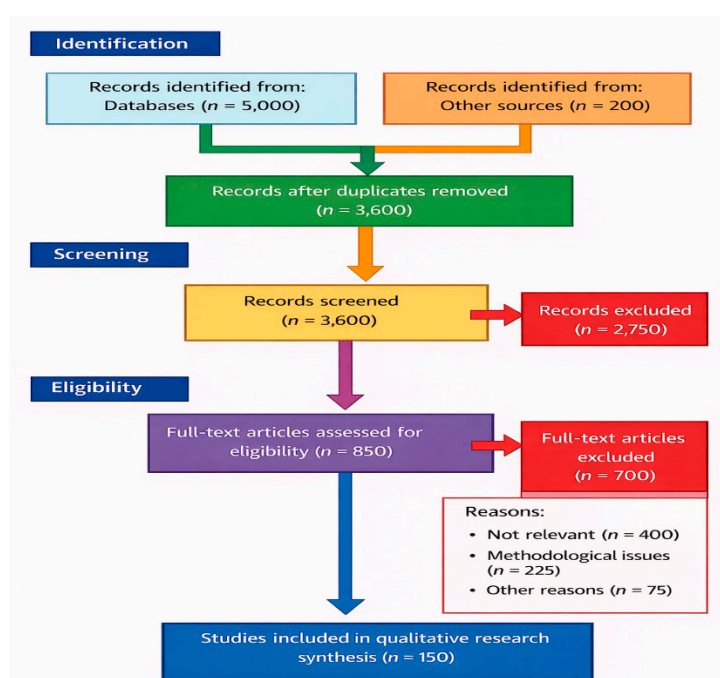 Identification
Records identified from:
Databases (n = 5,000)
Records identified from:
Other sources (n = 200)
Records after duplicates removed
(n = 3,600)
Screening
Records screened
(n = 3,600)
Records excluded
(n = 2,750)
Eligibility
Full-text articles assessed for
eligibility (n = 850)
Full-text articles
excluded
(n = 700)
Reasons:
• Not relevant (n = 400)
• Methodological issues
(n = 225)
• Other reasons (n = 75)
Studies included in qualitative research
synthesis (n = 150)